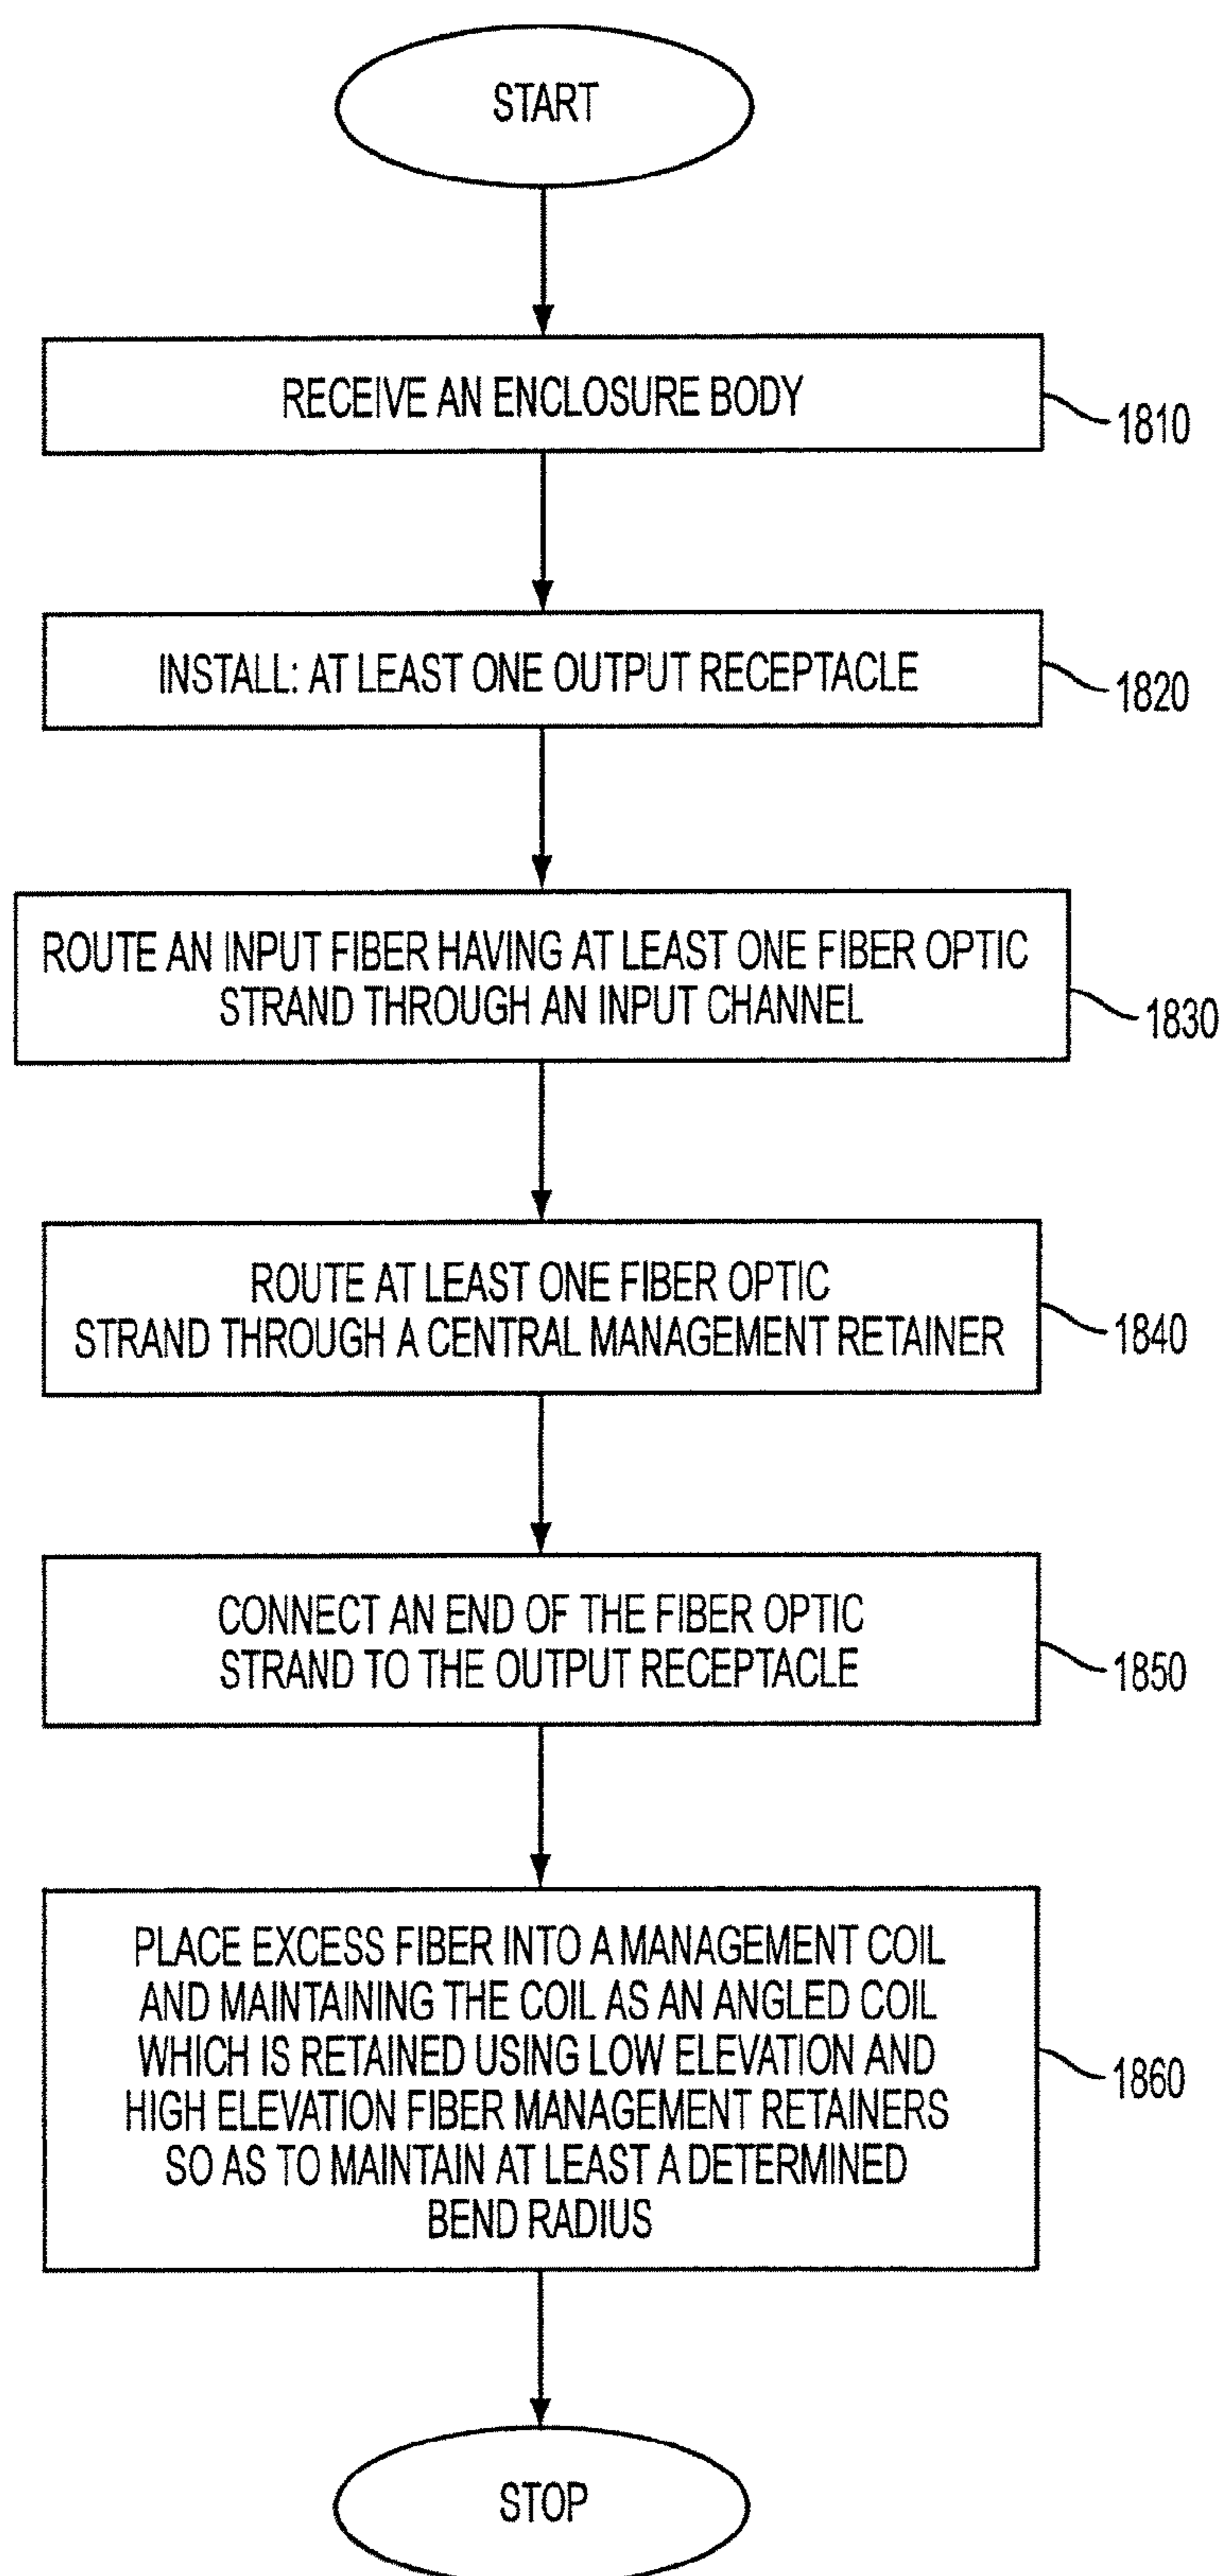 START
RECEIVE AN ENCLOSURE BODY
1810
INSTALL: AT LEAST ONE OUTPUT RECEPTACLE
1820
ROUTE AN INPUT FIBER HAVING AT LEAST ONE FIBER OPTIC
STRAND THROUGH AN INPUT CHANNEL
1830
ROUTE AT LEAST ONE FIBER OPTIC
STRAND THROUGH A CENTRAL MANAGEMENT RETAINER
1840
CONNECT AN END OF THE FIBER OPTIC
STRAND TO THE OUTPUT RECEPTACLE
1850
PLACE EXCESS FIBER INTO A MANAGEMENT COIL
AND MAINTAINING THE COIL AS AN ANGLED COIL
WHICH IS RETAINED USING LOW ELEVATION AND
HIGH ELEVATION FIBER MANAGEMENT RETAINERS
SO AS TO MAINTAIN AT LEAST A DETERMINED
BEND RADIUS
1860
STOP